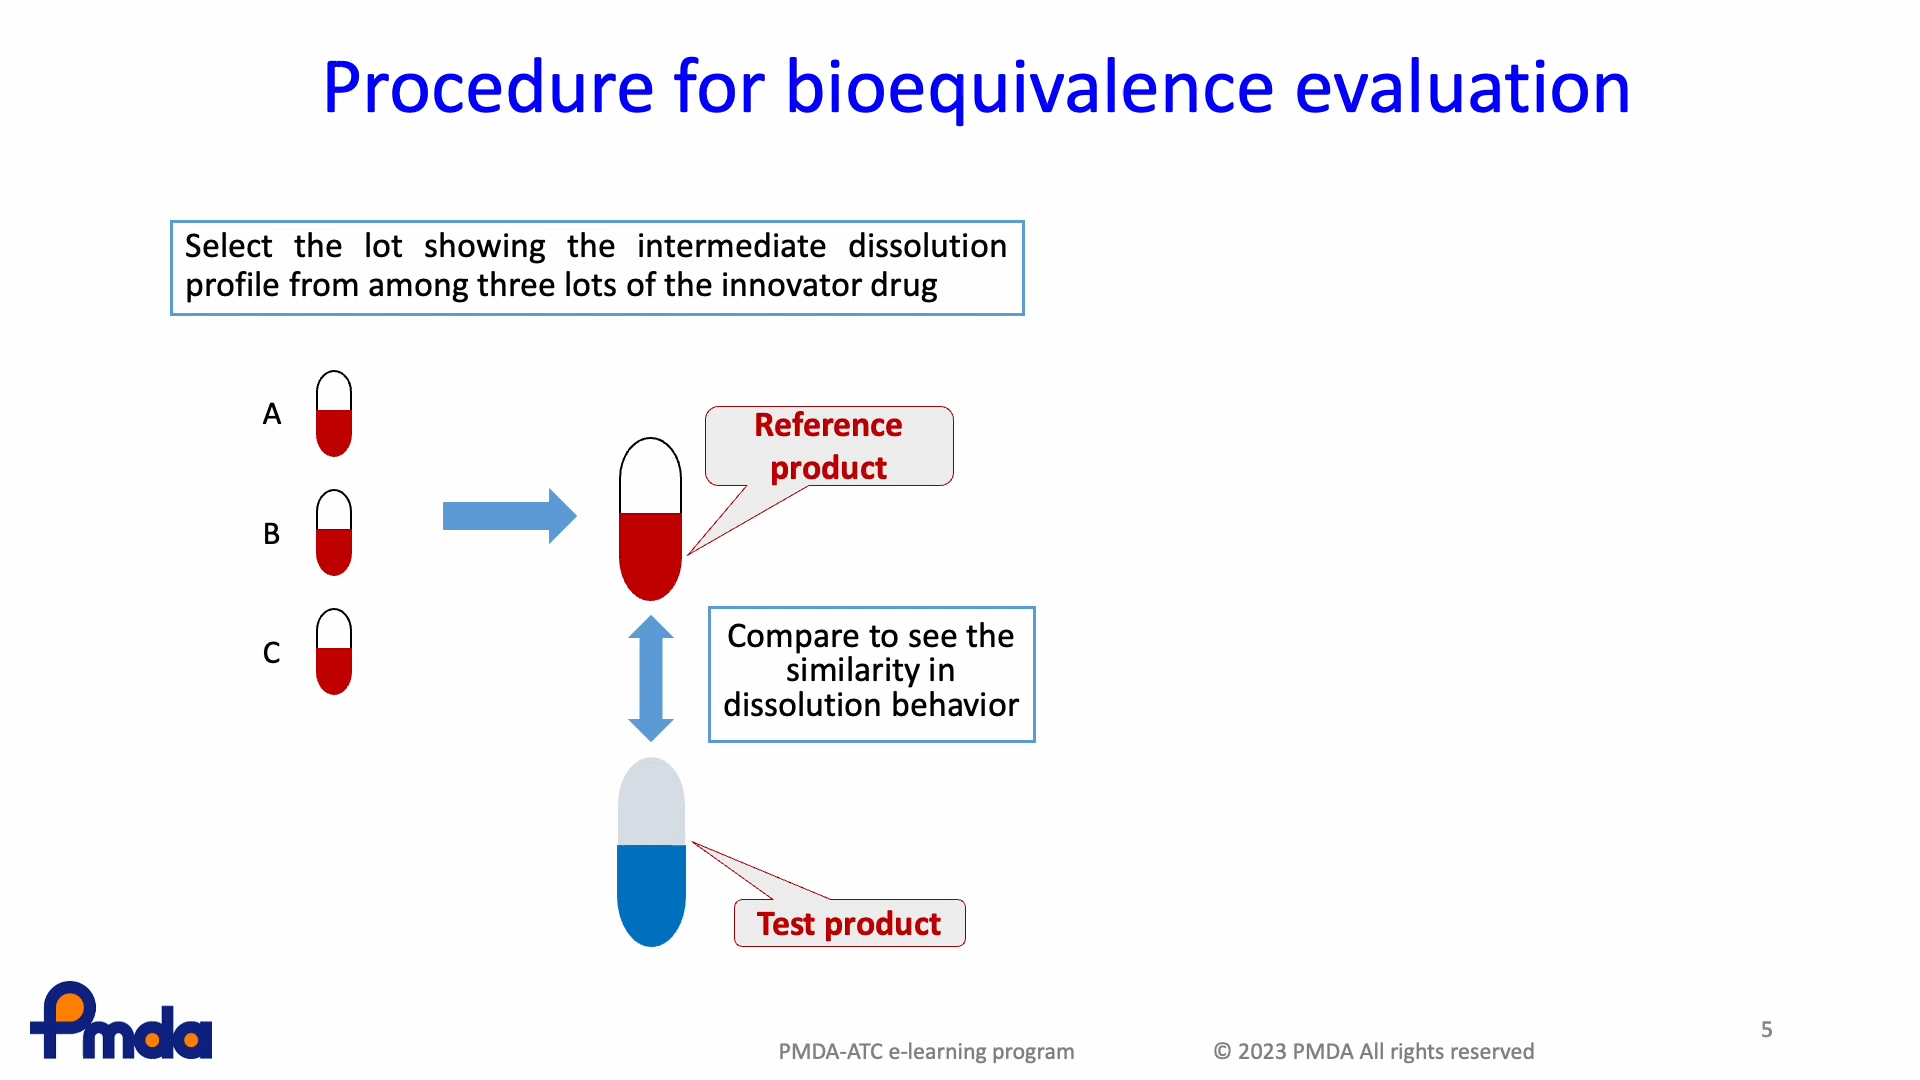 Procedure for bioequivalence evaluation
Select the lot showing the intermediate dissolution
profile from among three lots of the innovator drug
A
B
C
Reference
product
Compare to see the
similarity in
dissolution behavior
Test product
Pmda
PMDA-ATC e-learning program
© 2023 PMDA All rights reserved
5